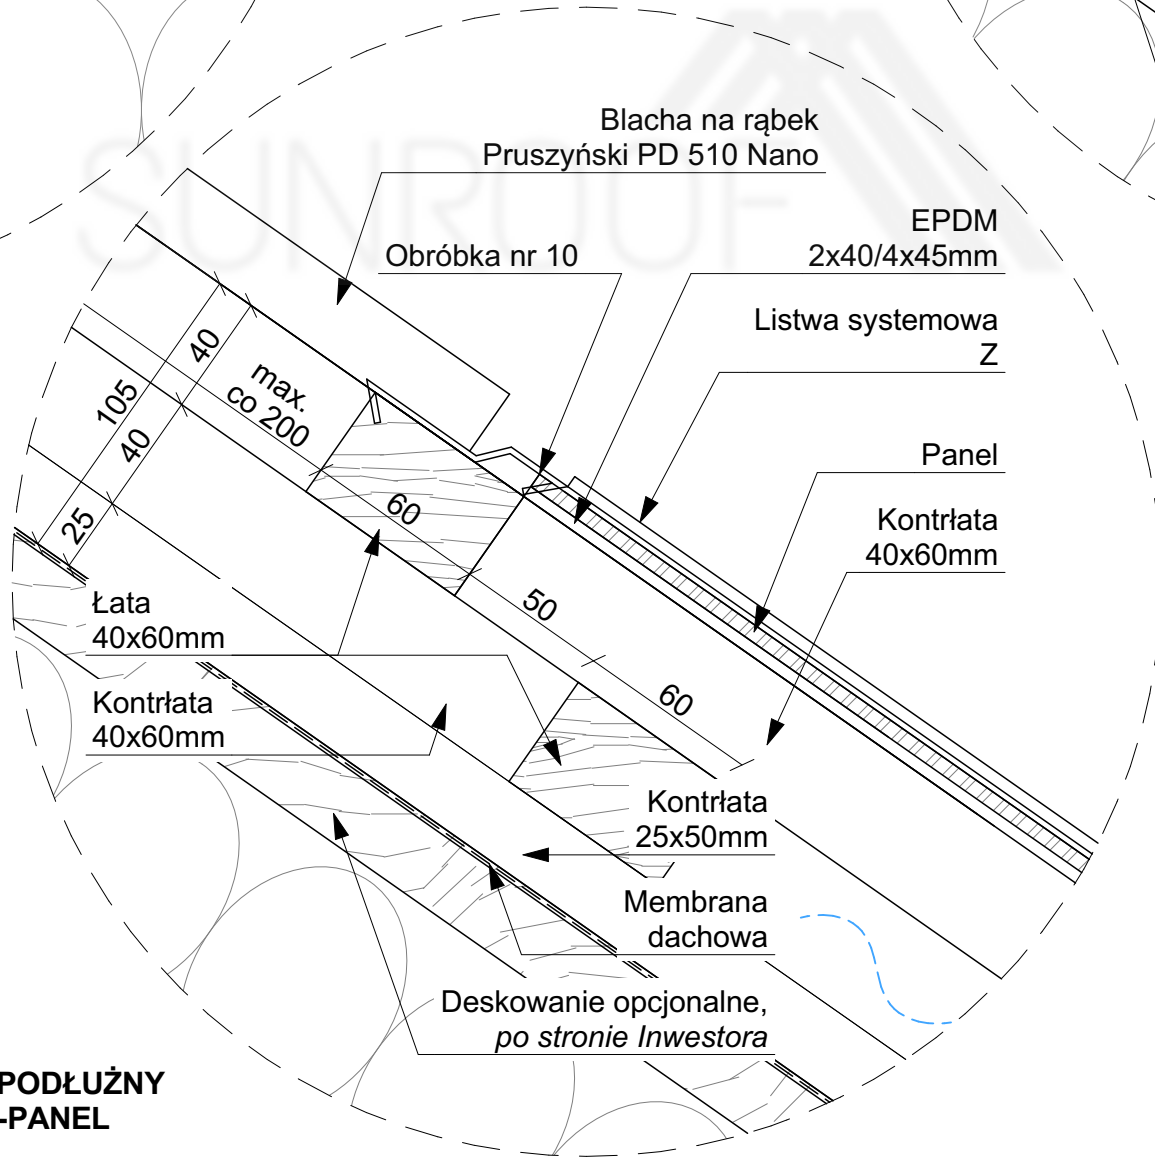 SUNROOF
Blacha na rąbek
Pruszyński PD 510 Nano
EPDM
2x40/4x45mm
Obróbka nr 10
Listwa systemowa
Z
Panel
Kontrłata
40x60mm
40
105
max.
co 200
40
25
60
50
60
Łata
40x60mm
Kontrłata
40x60mm
Kontrłata
25x50mm
Membrana
dachowa
Deskowanie opcjonalne,
po stronie Inwestora
PODŁUŻNY
-PANEL